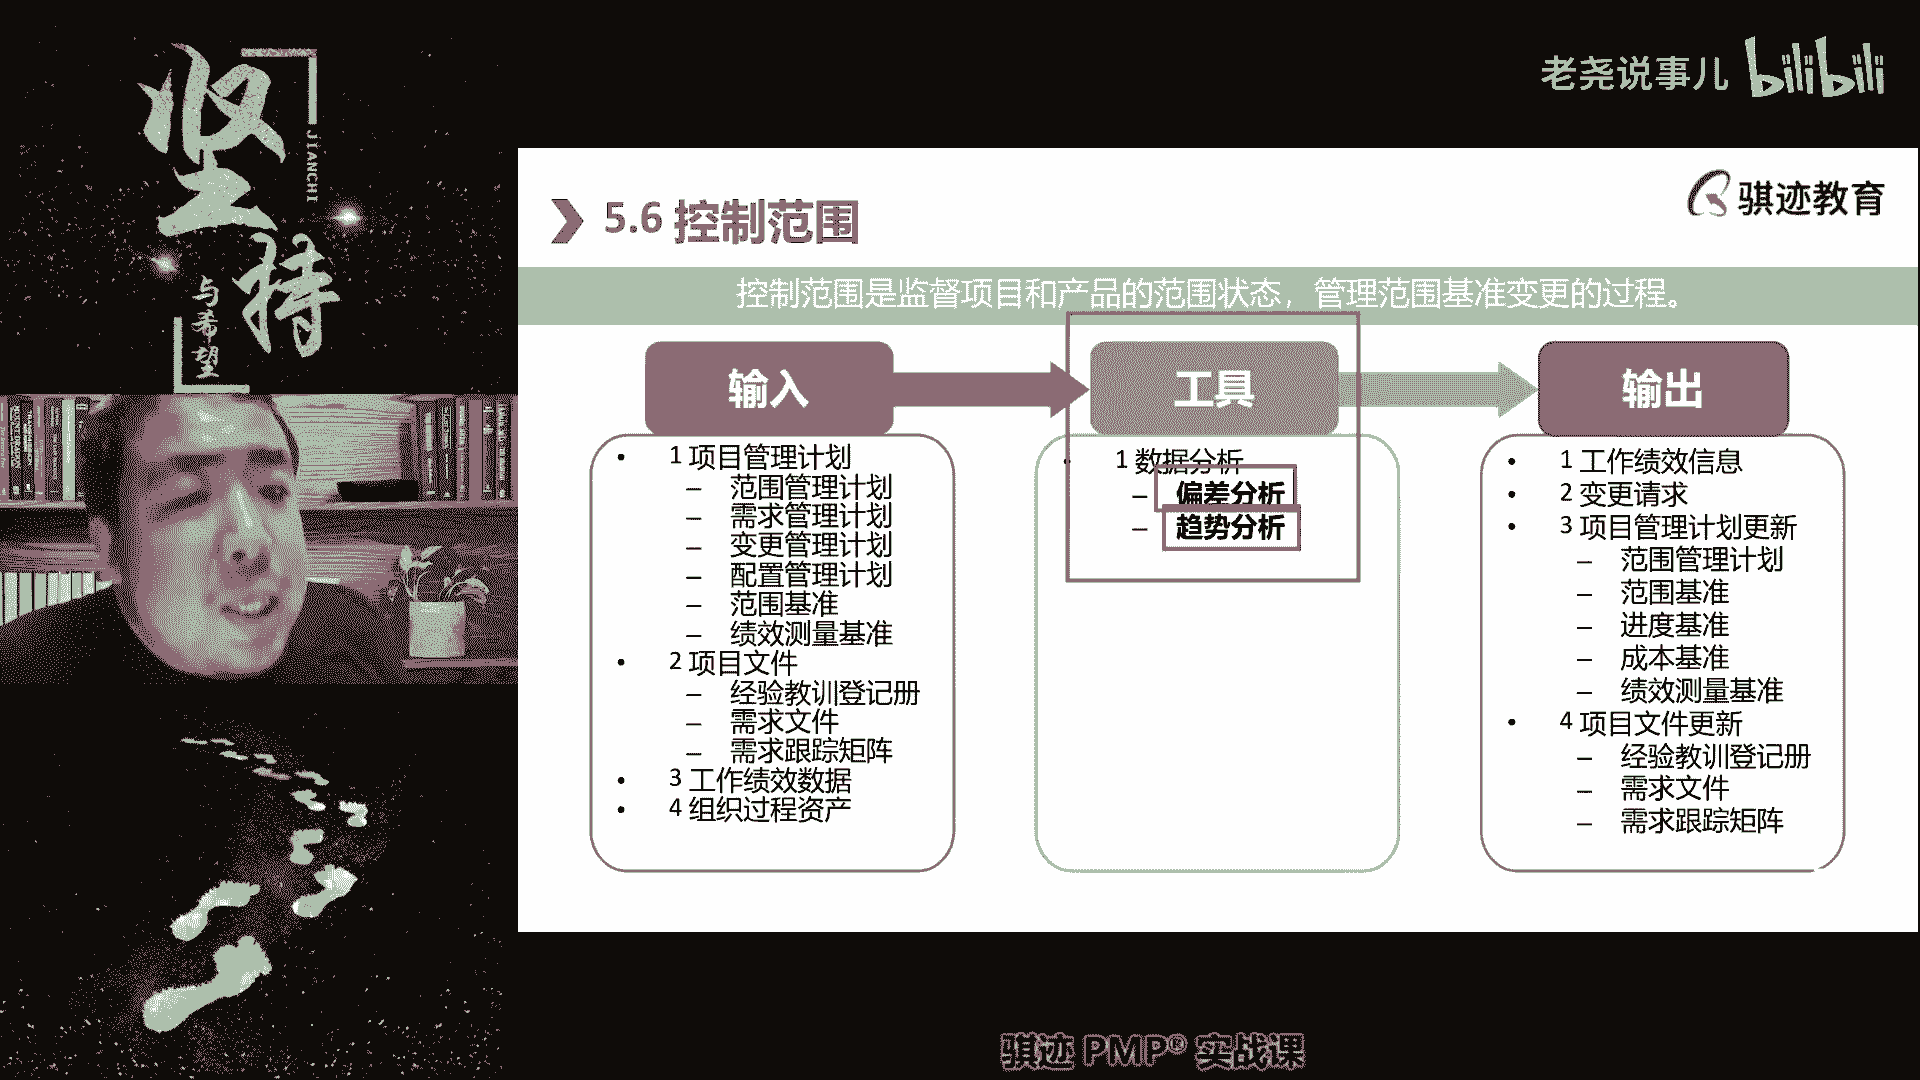 坚持
JIANCHI
与希望
老尧说事儿 bilibili
骐迹教育
5.6 控制范围
控制范围是监督项目和产品的范围状态，管理范围基准变更的过程。
输入
• 1 项目管理计划
– 范围管理计划
– 需求管理计划
– 变更管理计划
– 配置管理计划
– 范围基准
– 绩效测量基准
• 2 项目文件
– 经验教训登记册
– 需求文件
– 需求跟踪矩阵
• 3 工作绩效数据
• 4 组织过程资产
工具
• 1 数据分析
– 偏差分析
– 趋势分析
输出
• 1 工作绩效信息
• 2 变更请求
• 3 项目管理计划更新
– 范围管理计划
– 范围基准
– 进度基准
– 成本基准
– 绩效测量基准
• 4 项目文件更新
– 经验教训登记册
– 需求文件
– 需求跟踪矩阵
骐迹 PMP® 实战课